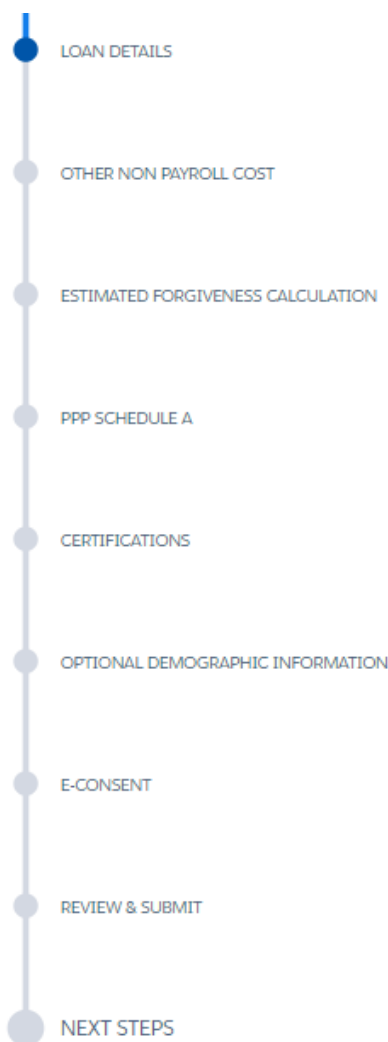 LOAN DETAILS
OTHER NON PAYROLL COST
ESTIMATED FORGIVENESS CALCULATION
PPP SCHEDULE A
CERTIFICATIONS
OPTIONAL DEMOGRAPHIC INFORMATION
E-CONSENT
REVIEW & SUBMIT
NEXT STEPS